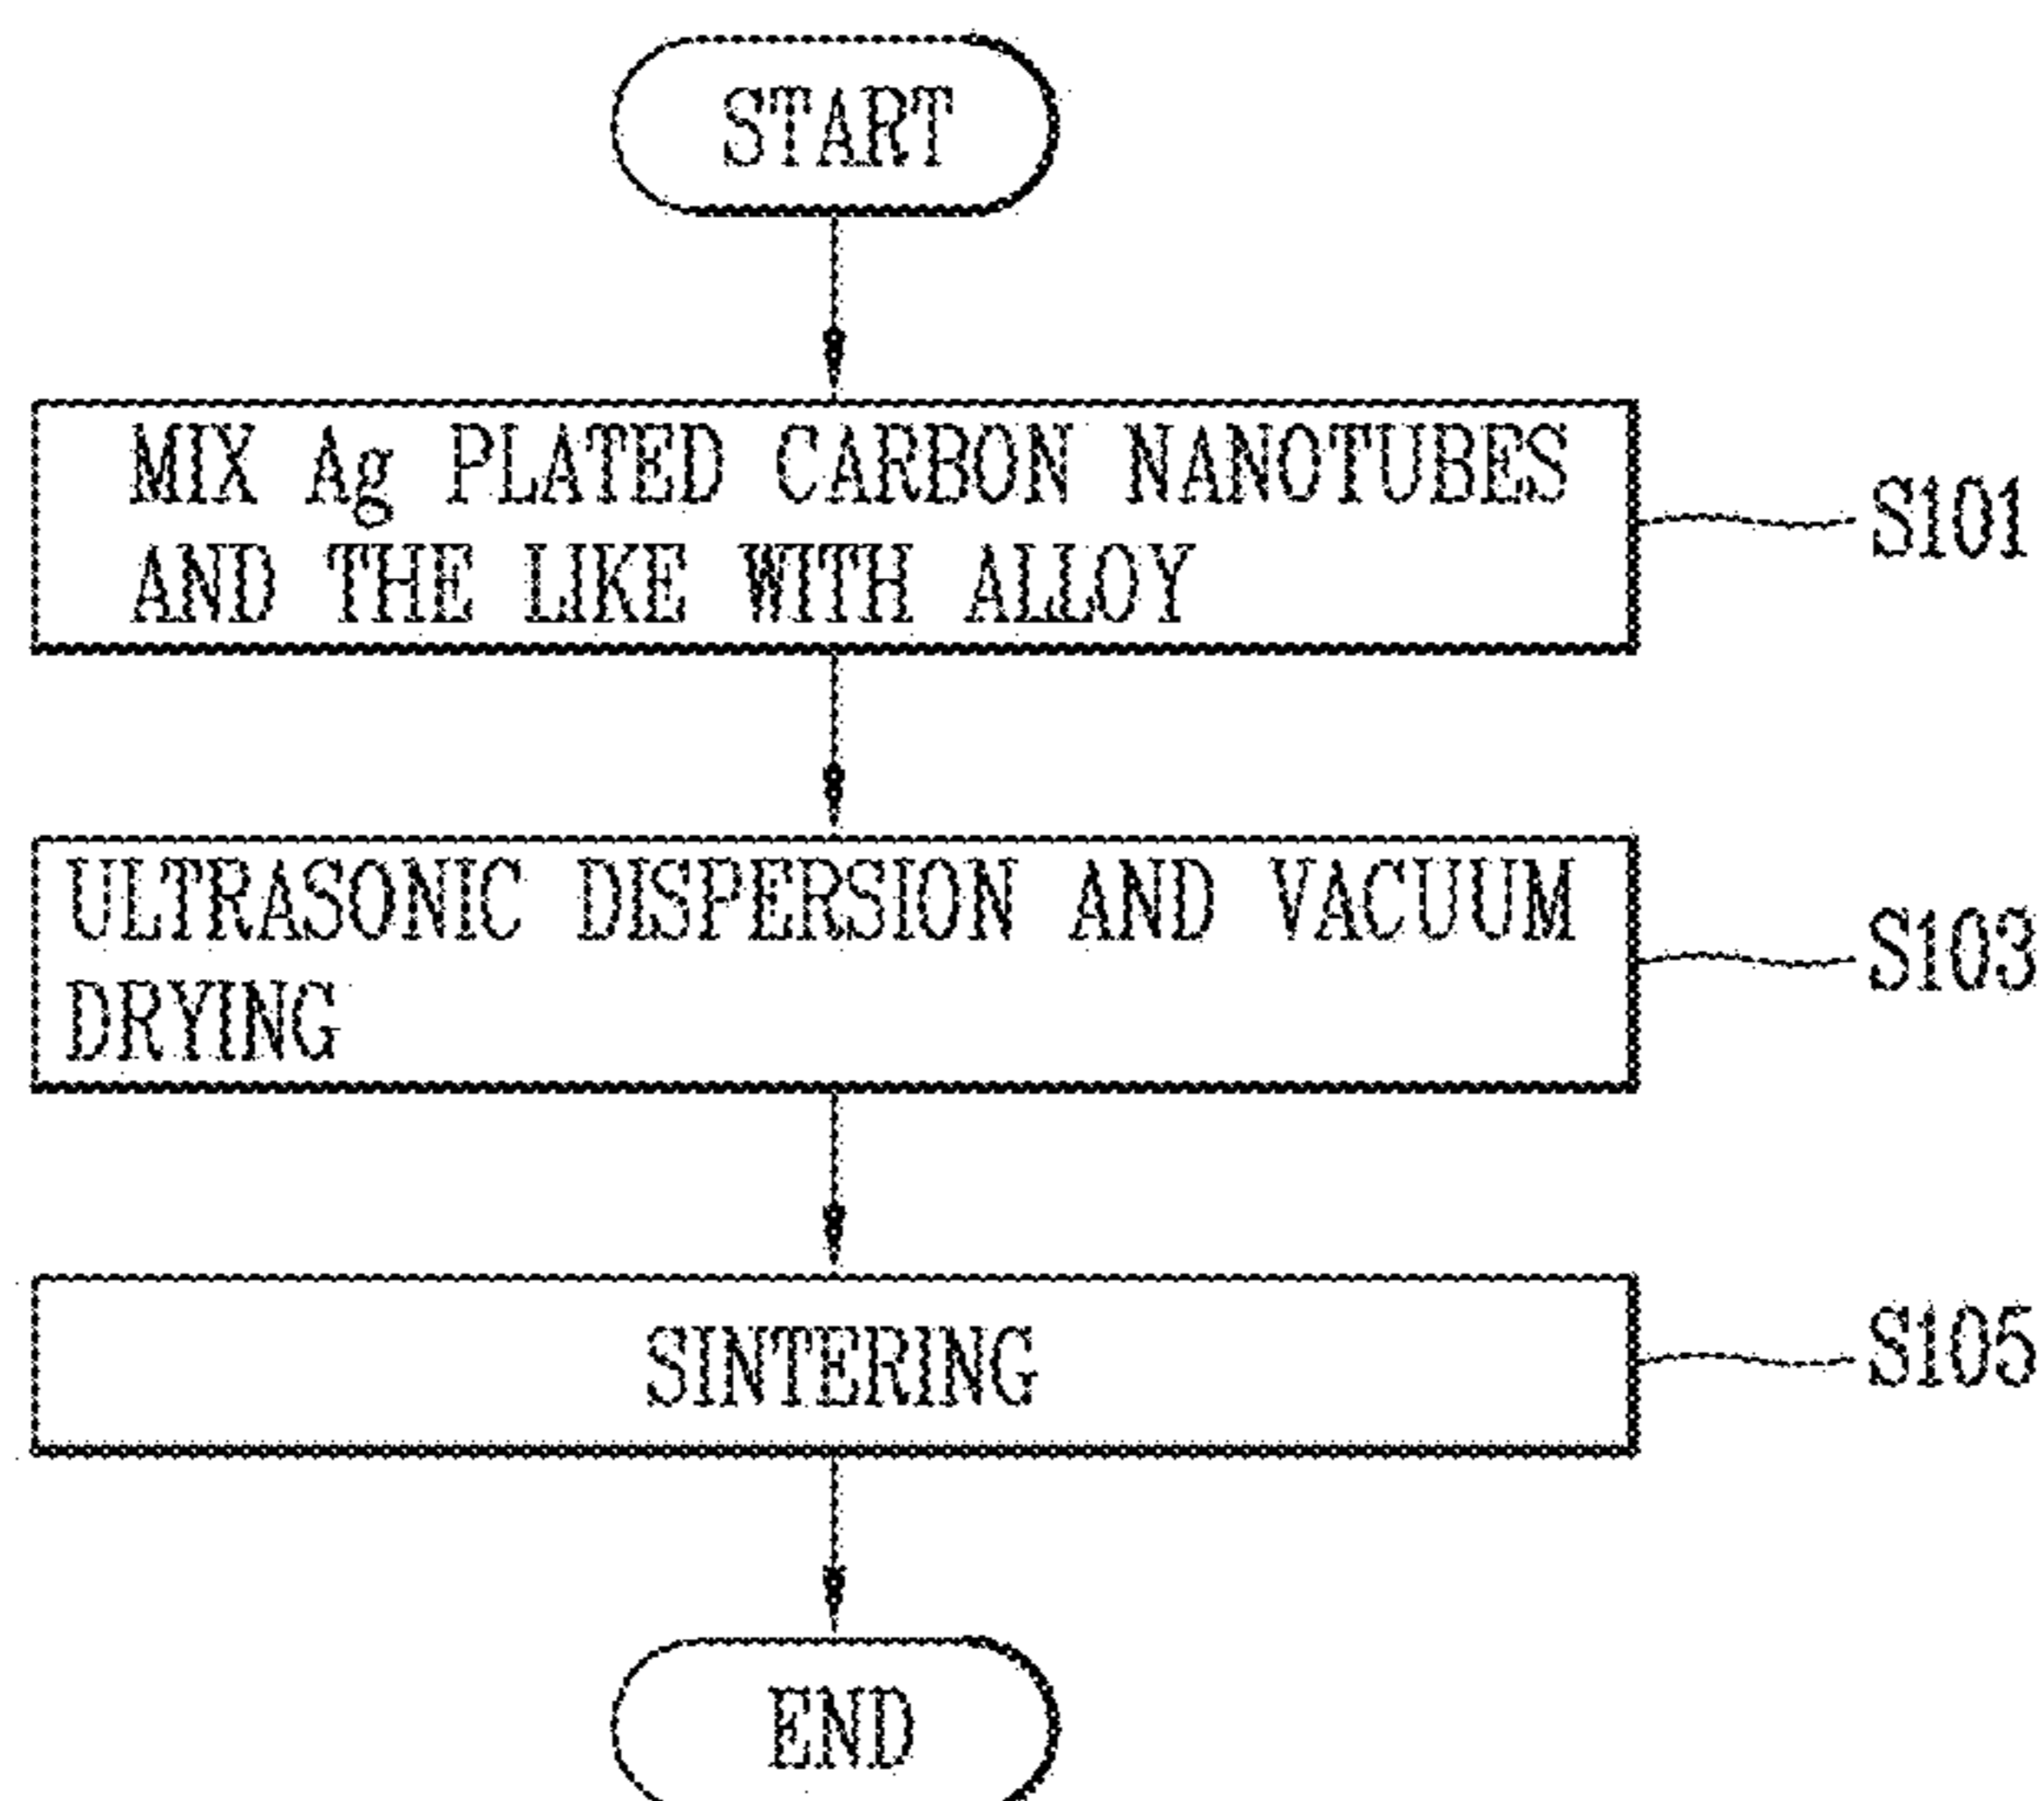 START
MIX Ag PLATED CARBON NANOTUBES
AND THE LIKE WITH ALLOY
S101
ULTRASONIC DISPERSION AND VACUUM
DRYING
S103
SINTERING
S105
END